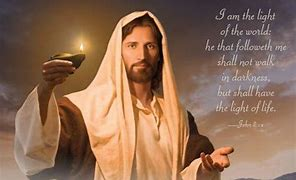 I am the light
of the world:
he that followeth me
shall not walk
in darkness,
but shall have
the light of life.
—John 8: